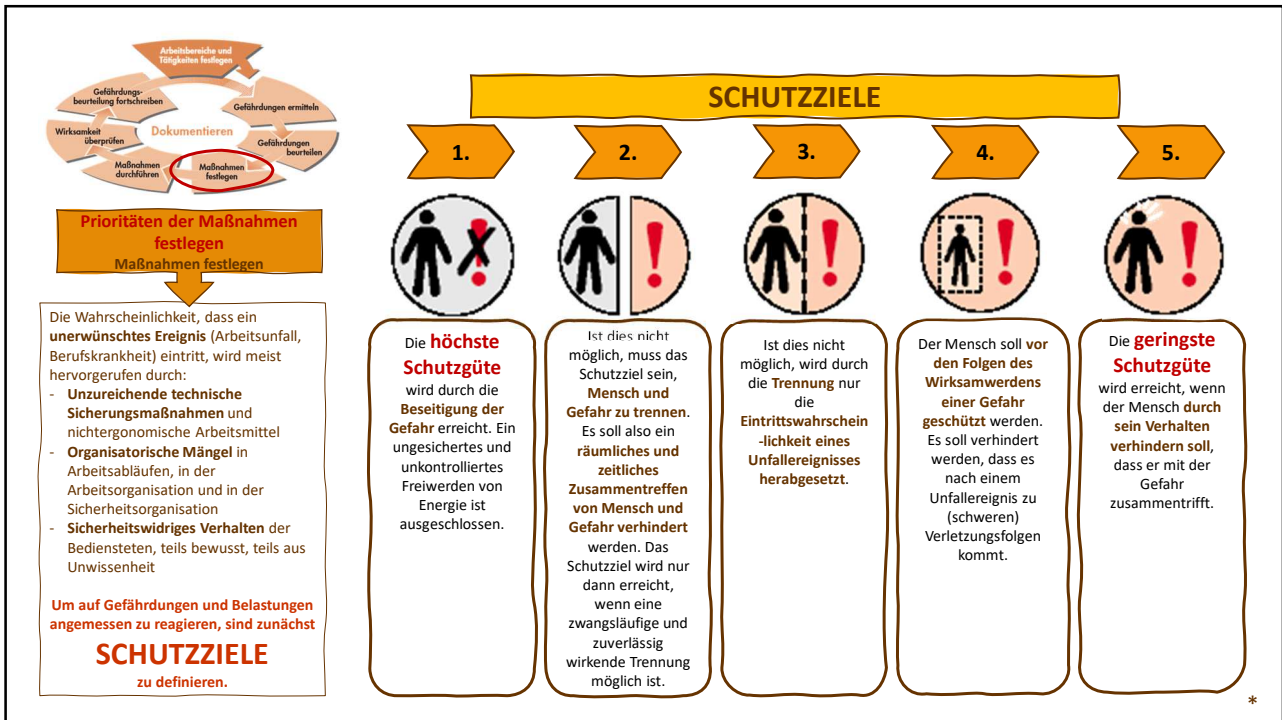 Arbeitsbereiche und
Tätigkeiten festlegen
Gefährdungen ermitteln
Gefährdungen
beurteilen
Maßnahmen
festlegen
Maßnahmen
durchführen
Wirksamkeit
überprüfen
Gefährdungs-
beurteilung fortschreiben
Dokumentieren
Prioritäten der Maßnahmen
festlegen
Maßnahmen festlegen
Die Wahrscheinlichkeit, dass ein
unerwünschtes Ereignis (Arbeitsunfall,
Berufskrankheit) eintritt, wird meist
hervorgerufen durch:
- Unzureichende technische
Sicherungsmaßnahmen und
nichtergonomische Arbeitsmittel
- Organisatorische Mängel in
Arbeitsabläufen, in der
Arbeitsorganisation und in der
Sicherheitsorganisation
- Sicherheitswidriges Verhalten der
Bediensteten, teils bewusst, teils aus
Unwissenheit
Um auf Gefährdungen und Belastungen
angemessen zu reagieren, sind zunächst
SCHUTZZIELE
zu definieren.
SCHUTZZIELE
1.
Die höchste
Schutzgüte
wird durch die
Beseitigung der
Gefahr erreicht. Ein
ungesichertes und
unkontrolliertes
Freiwerden von
Energie ist
ausgeschlossen.
2.
Ist dies nicht
möglich, muss das
Schutzziel sein,
Mensch und
Gefahr zu trennen.
Es soll also ein
räumliches und
zeitliches
Zusammentreffen
von Mensch und
Gefahr verhindert
werden. Das
Schutzziel wird nur
dann erreicht,
wenn eine
zwangsläufige und
zuverlässig
wirkende Trennung
möglich ist.
3.
Ist dies nicht
möglich, wird durch
die Trennung nur
die
Eintrittswahrschein
-lichkeit eines
Unfallereignisses
herabgesetzt.
4.
Der Mensch soll vor
den Folgen des
Wirksamwerdens
einer Gefahr
geschützt werden.
Es soll verhindert
werden, dass es
nach einem
Unfallereignis zu
(schweren)
Verletzungsfolgen
kommt.
5.
Die geringste
Schutzgüte
wird erreicht, wenn
der Mensch durch
sein Verhalten
verhindern soll,
dass er mit der
Gefahr
zusammentrifft.
*